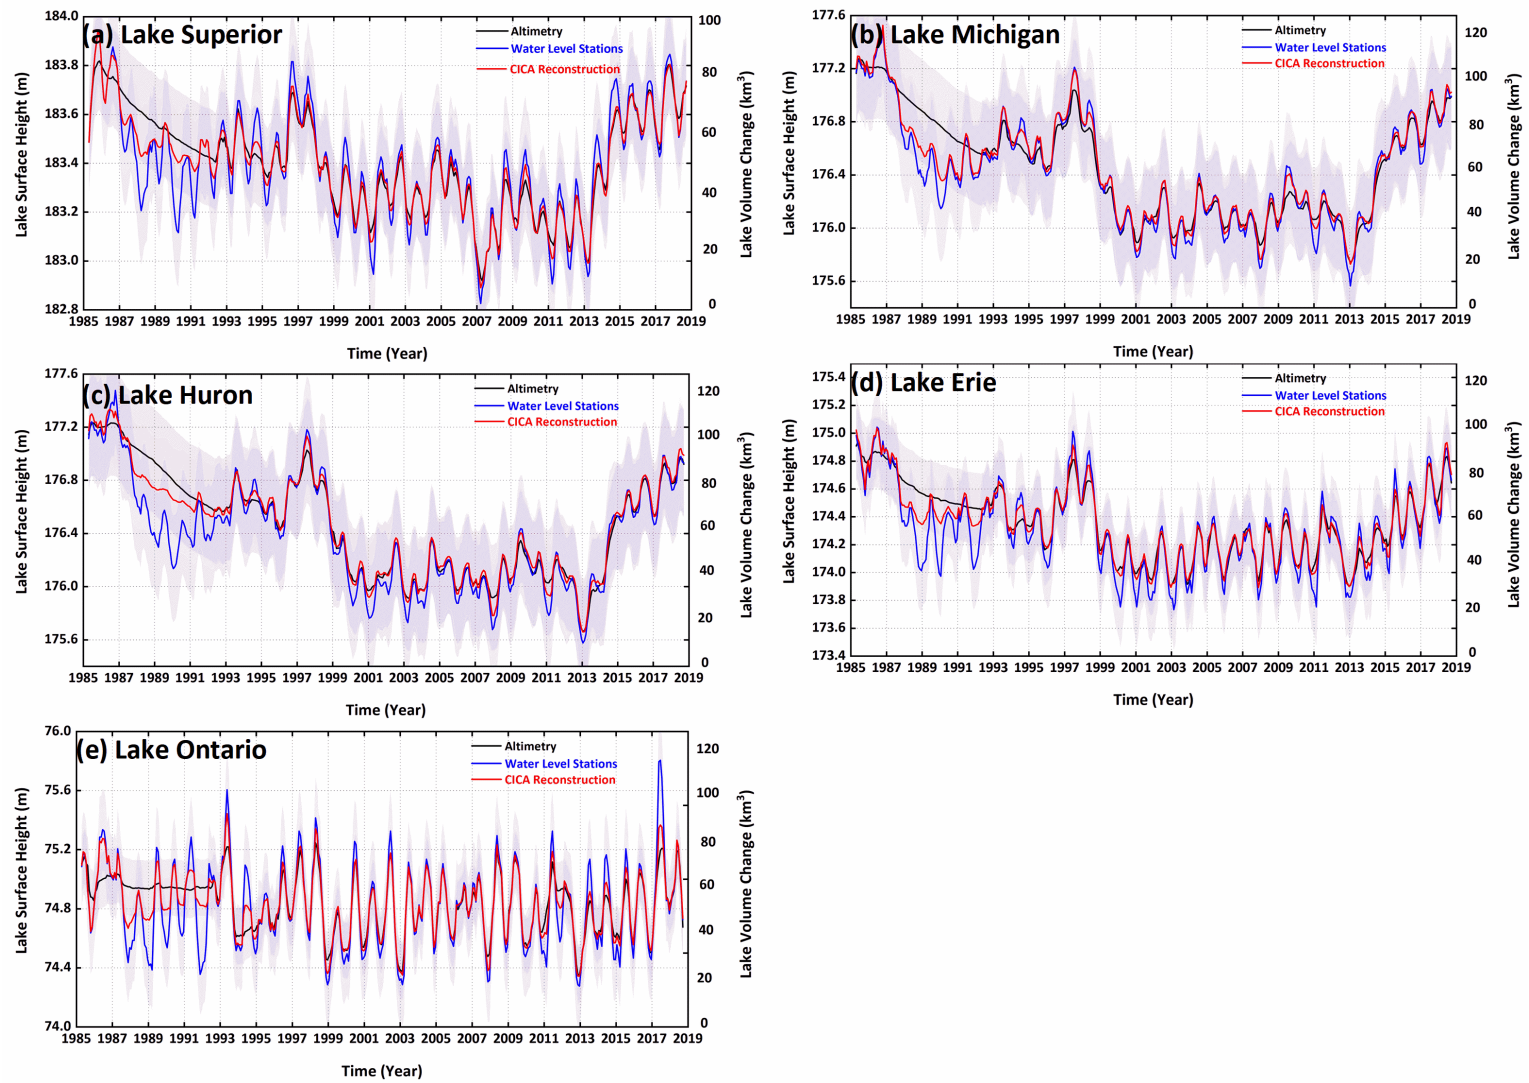 (a) Lake Superior
Altimetry
Water Level Stations
CICA Reconstruction
Lake Surface Height (m)
184.0
183.8
183.6
183.4
183.2
183.0
182.8
100
80
60
40
20
0
Lake Volume Change (km³)
1985 1987 1989 1991 1993 1995 1997 1999 2001 2003 2005 2007 2009 2011 2013 2015 2017 2019
Time (Year)
(b) Lake Michigan
Altimetry
Water Level Stations
CICA Reconstruction
Lake Surface Height (m)
177.6
177.2
176.8
176.4
176.0
175.6
120
100
80
60
40
20
0
Lake Volume Change (km³)
1985 1987 1989 1991 1993 1995 1997 1999 2001 2003 2005 2007 2009 2011 2013 2015 2017 2019
Time (Year)
(c) Lake Huron
Altimetry
Water Level Stations
CICA Reconstruction
Lake Surface Height (m)
177.6
177.2
176.8
176.4
176.0
175.6
120
100
80
60
40
20
0
Lake Volume Change (km³)
1985 1987 1989 1991 1993 1995 1997 1999 2001 2003 2005 2007 2009 2011 2013 2015 2017 2019
Time (Year)
(d) Lake Erie
Altimetry
Water Level Stations
CICA Reconstruction
Lake Surface Height (m)
175.4
175.2
175.0
174.8
174.6
174.4
174.2
174.0
173.8
173.6
173.4
120
100
80
60
40
20
0
Lake Volume Change (km³)
1985 1987 1989 1991 1993 1995 1997 1999 2001 2003 2005 2007 2009 2011 2013 2015 2017 2019
Time (Year)
(e) Lake Ontario
Altimetry
Water Level Stations
CICA Reconstruction
Lake Surface Height (m)
76.0
75.6
75.2
74.8
74.4
74.0
120
100
80
60
40
20
0
Lake Volume Change (km³)
1985 1987 1989 1991 1993 1995 1997 1999 2001 2003 2005 2007 2009 2011 2013 2015 2017 2019
Time (Year)